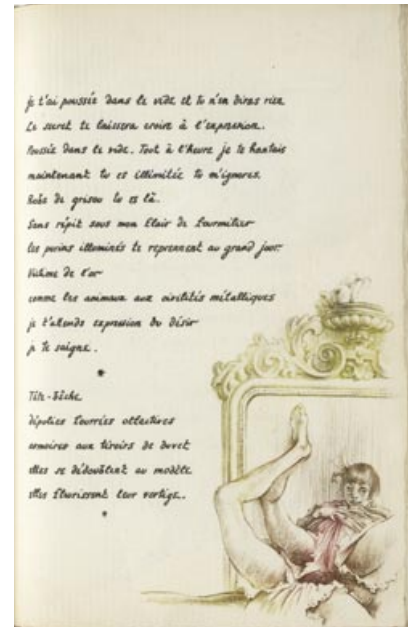 je t'ai poussée dans le vide et tu n'en diras rien
Le secret te laissera croire à l'expression.
Poussée dans le vide. Tout à l'heure je te hantais
maintenant tu es illimitée tu m'ignores.
Robe de grisou tu es là.
Sans répit sous mon flair de fourmilier
les purins illuminés te reprennent au grand jour
Victime de l'or
comme les animaux aux virilités métalliques
je t'attends expression du désir
je te saigne.
Tête-bêche
fourrées
armoires aux tiroirs de duvet
elles se dédoublent au modèle
elles fleurissent leur vertige.